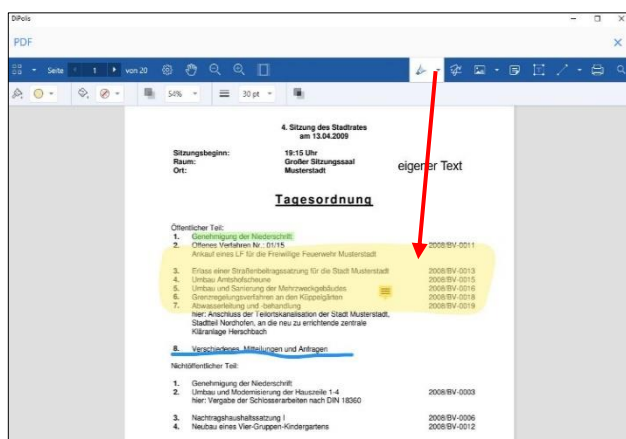 DiPolis
PDF
Seite 1 von 20
54% 30 pt
4. Sitzung des Stadtrates
am 13.04.2009
Sitzungsbeginn: 19:15 Uhr
Raum: Großer Sitzungssaal
Ort: Musterstadt
eigener Text
Tagesordnung
Öffentlicher Teil:
1. Genehmigung der Niederschrift
2. Offenes Verfahren Nr.: 01/15 2008/BV-0011
Ankauf eines LF für die Freiwillige Feuerwehr Musterstadt
3. Erlass einer Straßenbeitragssatzung für die Stadt Musterstadt 2008/BV-0013
4. Umbau Amtshofscheune 2008/BV-0015
5. Umbau und Sanierung der Mehrzweckgebäudes 2008/BV-0016
6. Grenzregelungsverfahren an den Küppelgärten 2008/BV-0018
7. Abwasserleitung und -behandlung 2008/BV-0019
hier: Anschluss der Teilortskanalisation der Stadt Musterstadt,
Stadtteil Nordhofen, an die neu zu errichtende zentrale
Kläranlage Herschbach
8. Verschiedenes, Mitteilungen und Anfragen
Nichtöffentlicher Teil:
1. Genehmigung der Niederschrift
2. Umbau und Modernisierung der Hauszeile 1-4 2008/BV-0003
hier: Vergabe der Schlosserarbeiten nach DIN 18360
3. Nachtragshaushaltssatzung I 2008/BV-0006
4. Neubau eines Vier-Gruppen-Kindergartens 2008/BV-0012